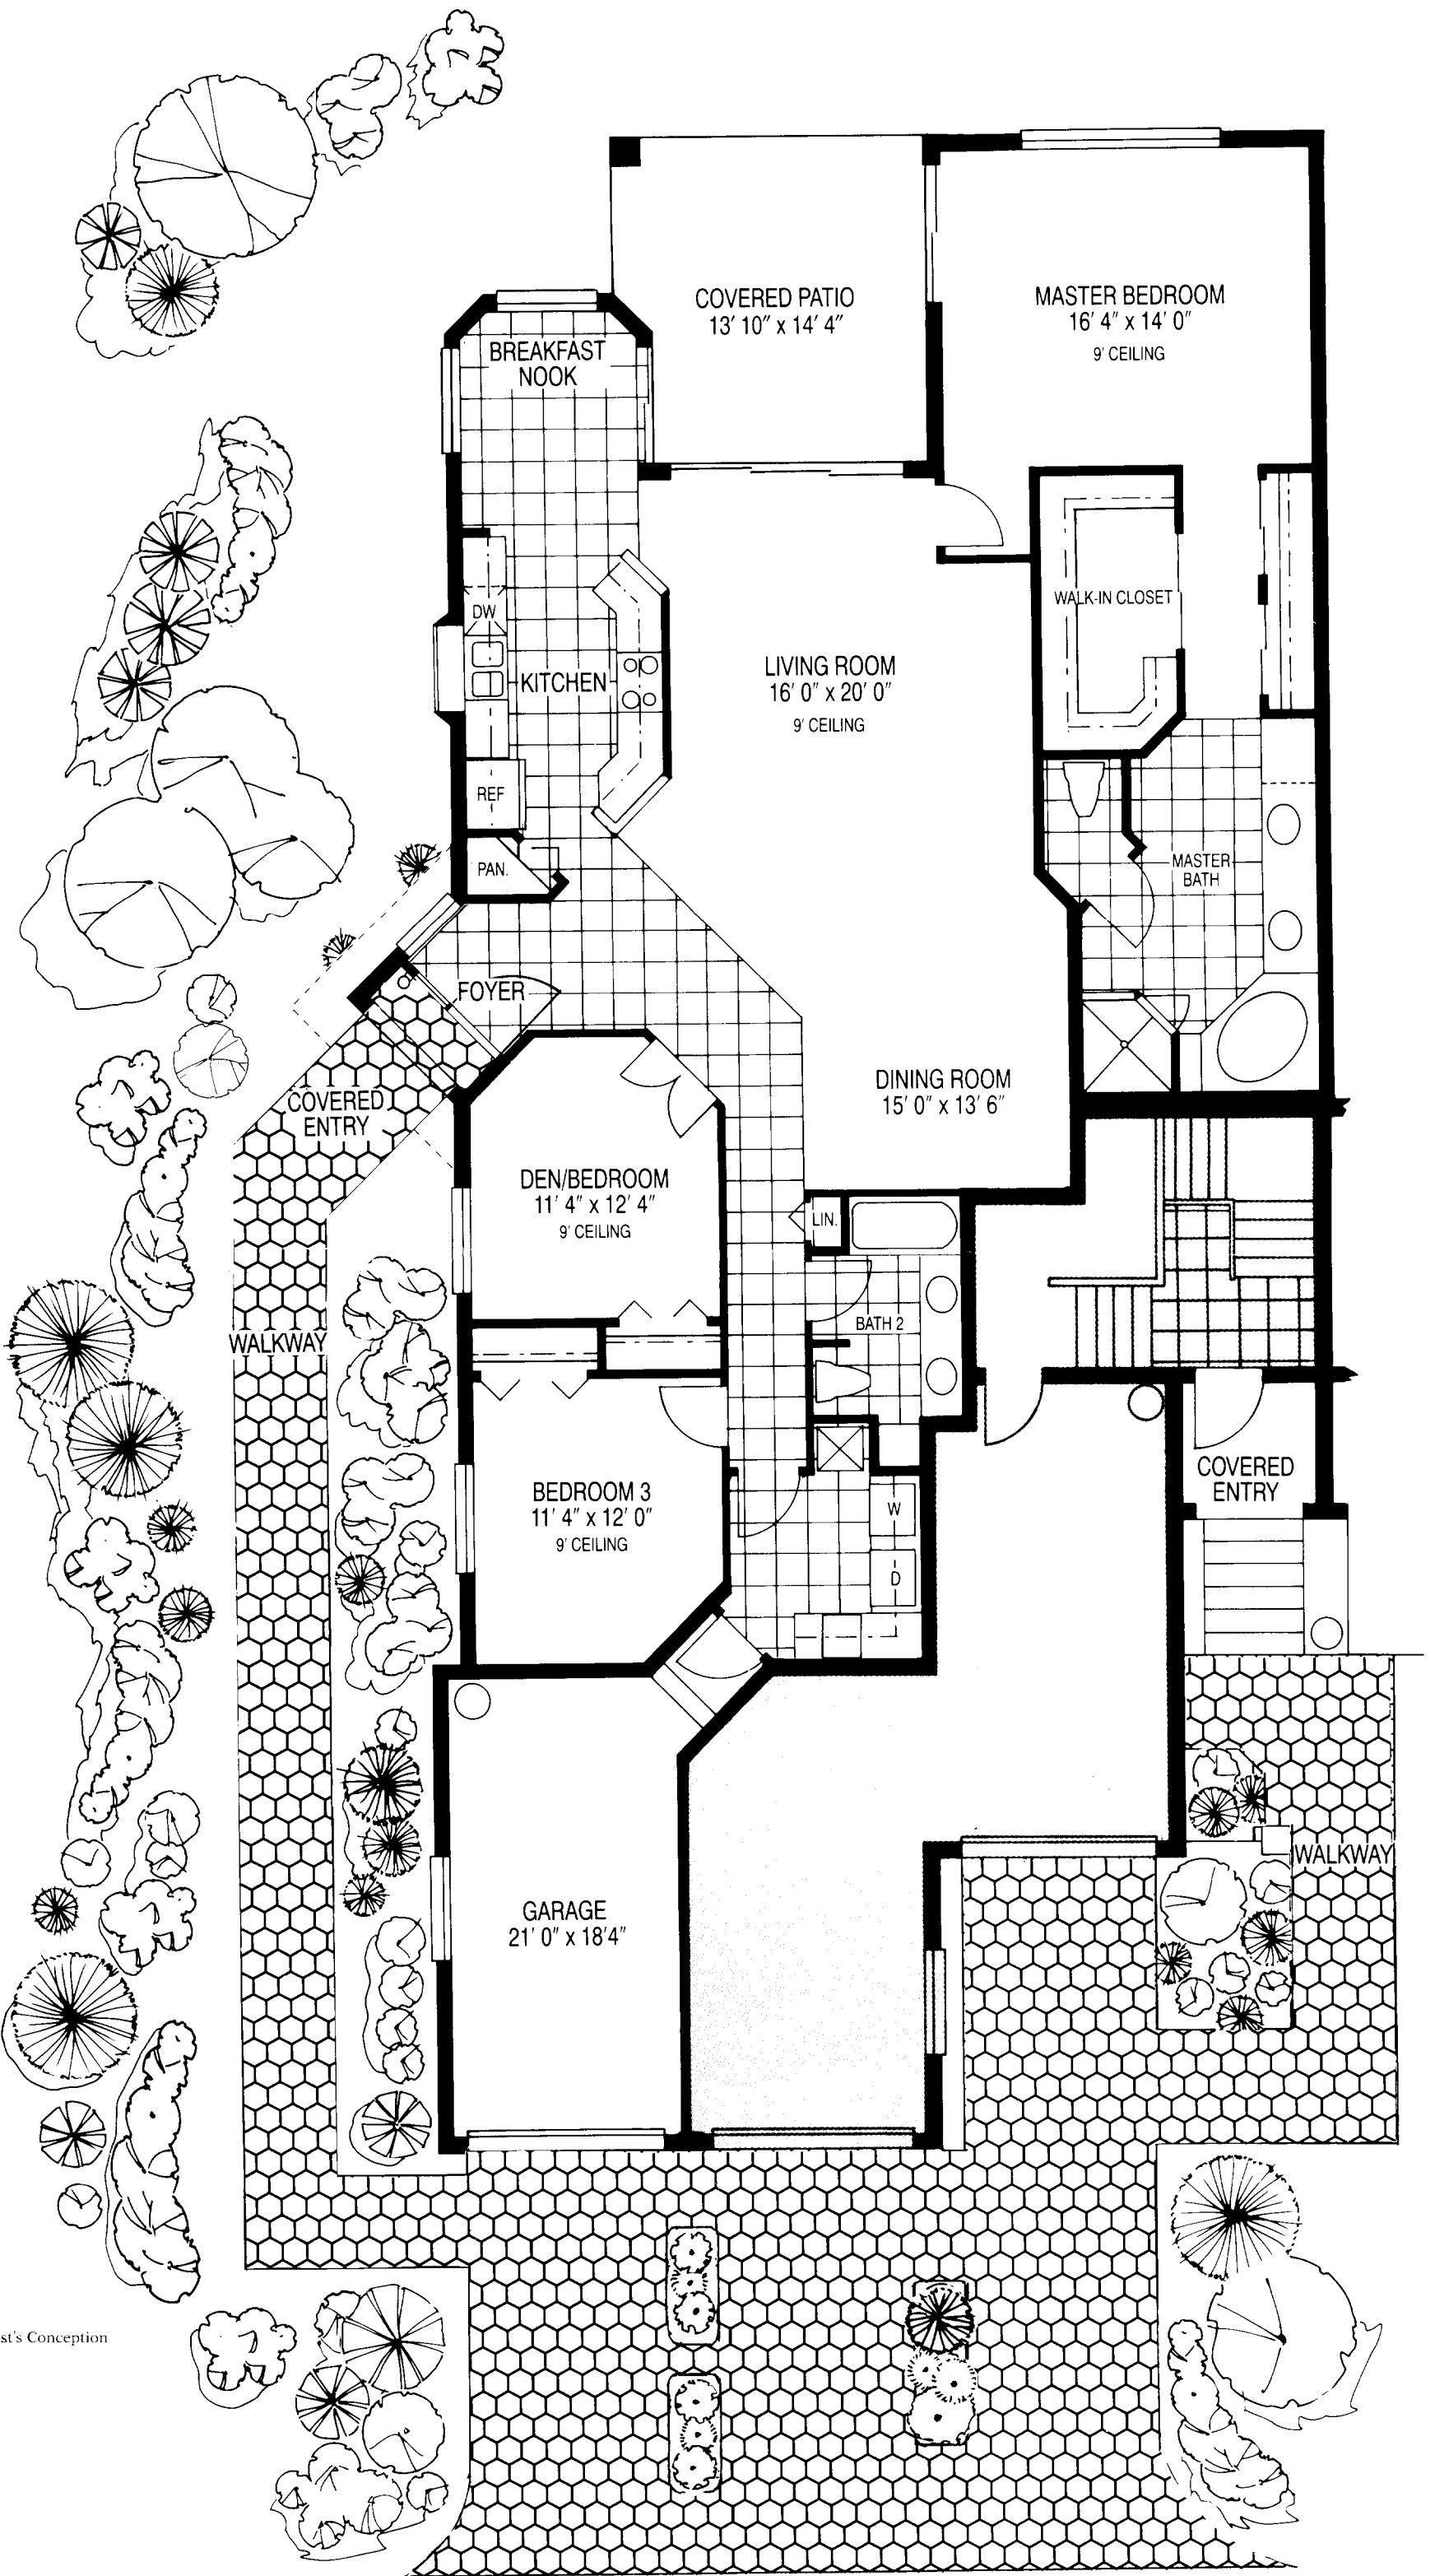 COVERED PATIO
13' 10" x 14' 4"
MASTER BEDROOM
16' 4" x 14' 0"
9' CEILING
BREAKFAST
NOOK
DW
KITCHEN
REF
PAN.
LIVING ROOM
16' 0" x 20' 0"
9' CEILING
WALK-IN CLOSET
MASTER
BATH
FOYER
COVERED
ENTRY
DINING ROOM
15' 0" x 13' 6"
DEN/BEDROOM
11' 4" x 12' 4"
9' CEILING
LIN.
BATH 2
WALKWAY
BEDROOM 3
11' 4" x 12' 0"
9' CEILING
W
D
COVERED
ENTRY
WALKWAY
GARAGE
21' 0" x 18'4"
st's Conception